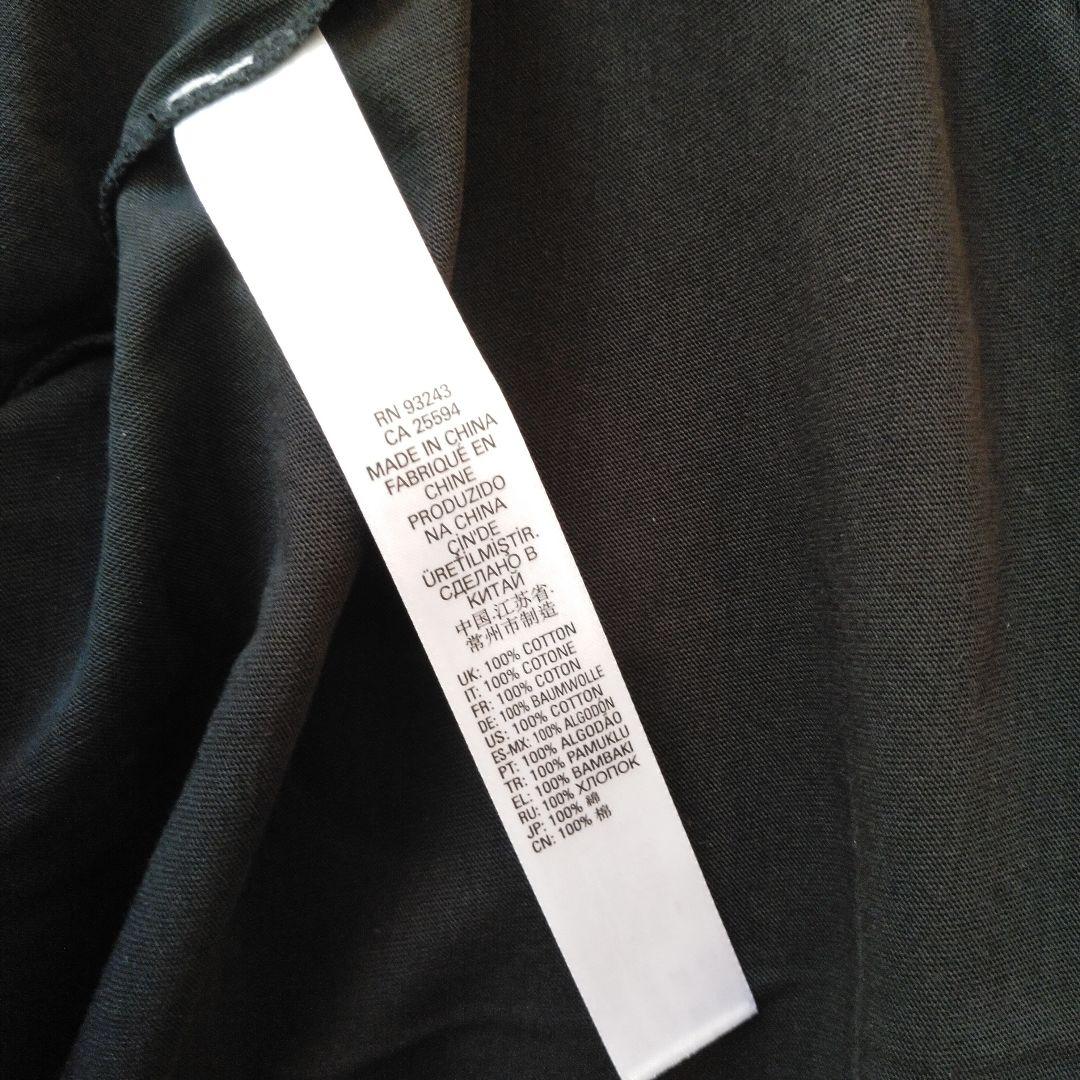 RN 93243
CA 25594
MADE IN CHINA
FABRIQUÉ EN
CHINE
PRODUZIDO
NA CHINA
ÇİN'DE
ÜRETİLMİŞTİR.
СДЕЛАНО В
КИТАЙ
中国·江苏省·
常州市制造
UK: 100% COTTON
IT: 100% COTONE
FR: 100% COTON
DE: 100% BAUMWOLLE
US: 100% COTTON
ES-MX: 100% ALGODÓN
PT: 100% ALGODÃO
TR: 100% PAMUKLU
EL: 100% BAMBAKI
RU: 100% ХЛОПОК
JP: 100% 綿
CN: 100% 棉